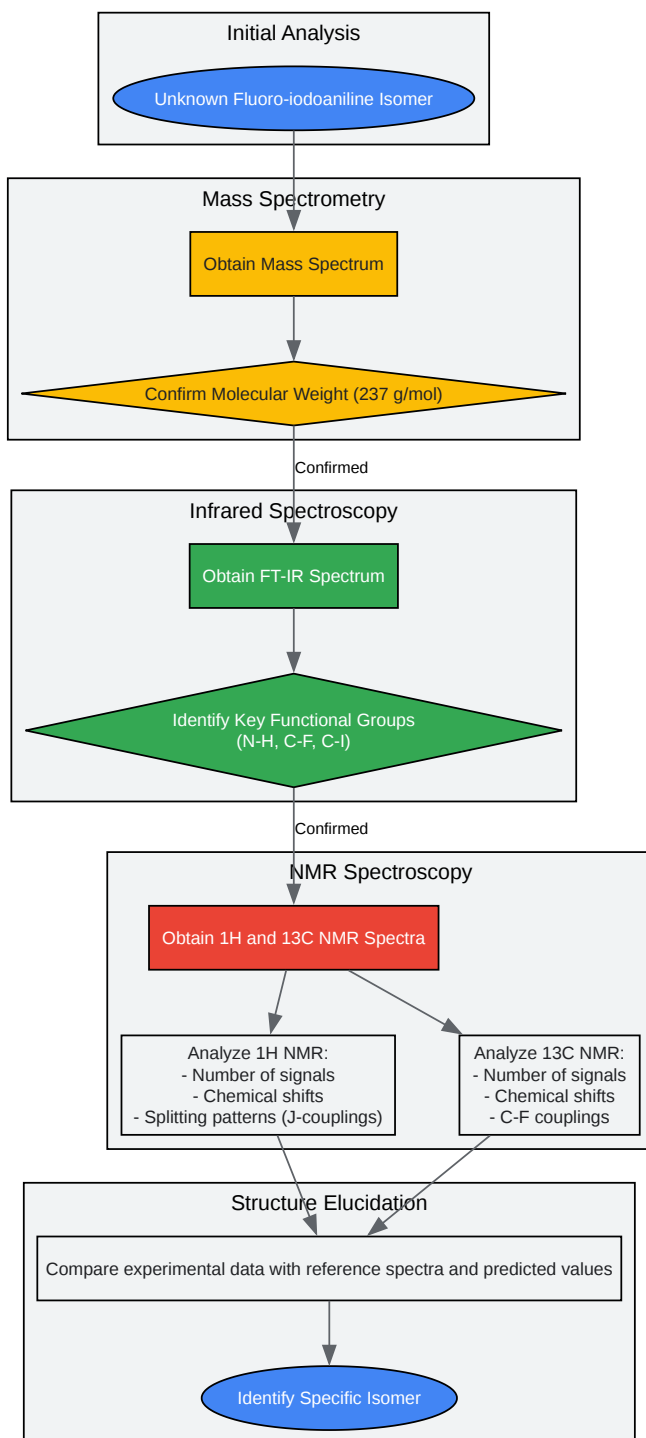 Initial Analysis
Unknown Fluoro-iodoaniline Isomer
Mass Spectrometry
Obtain Mass Spectrum
Confirm Molecular Weight (237 g/mol)
Confirmed
Infrared Spectroscopy
Obtain FT-IR Spectrum
Identify Key Functional Groups
(N-H, C-F, C-I)
Confirmed
NMR Spectroscopy
Obtain 1H and 13C NMR Spectra
Analyze 1H NMR:
- Number of signals
- Chemical shifts
- Splitting patterns (J-couplings)
Analyze 13C NMR:
- Number of signals
- Chemical shifts
- C-F couplings
Structure Elucidation
Compare experimental data with reference spectra and predicted values
Identify Specific Isomer